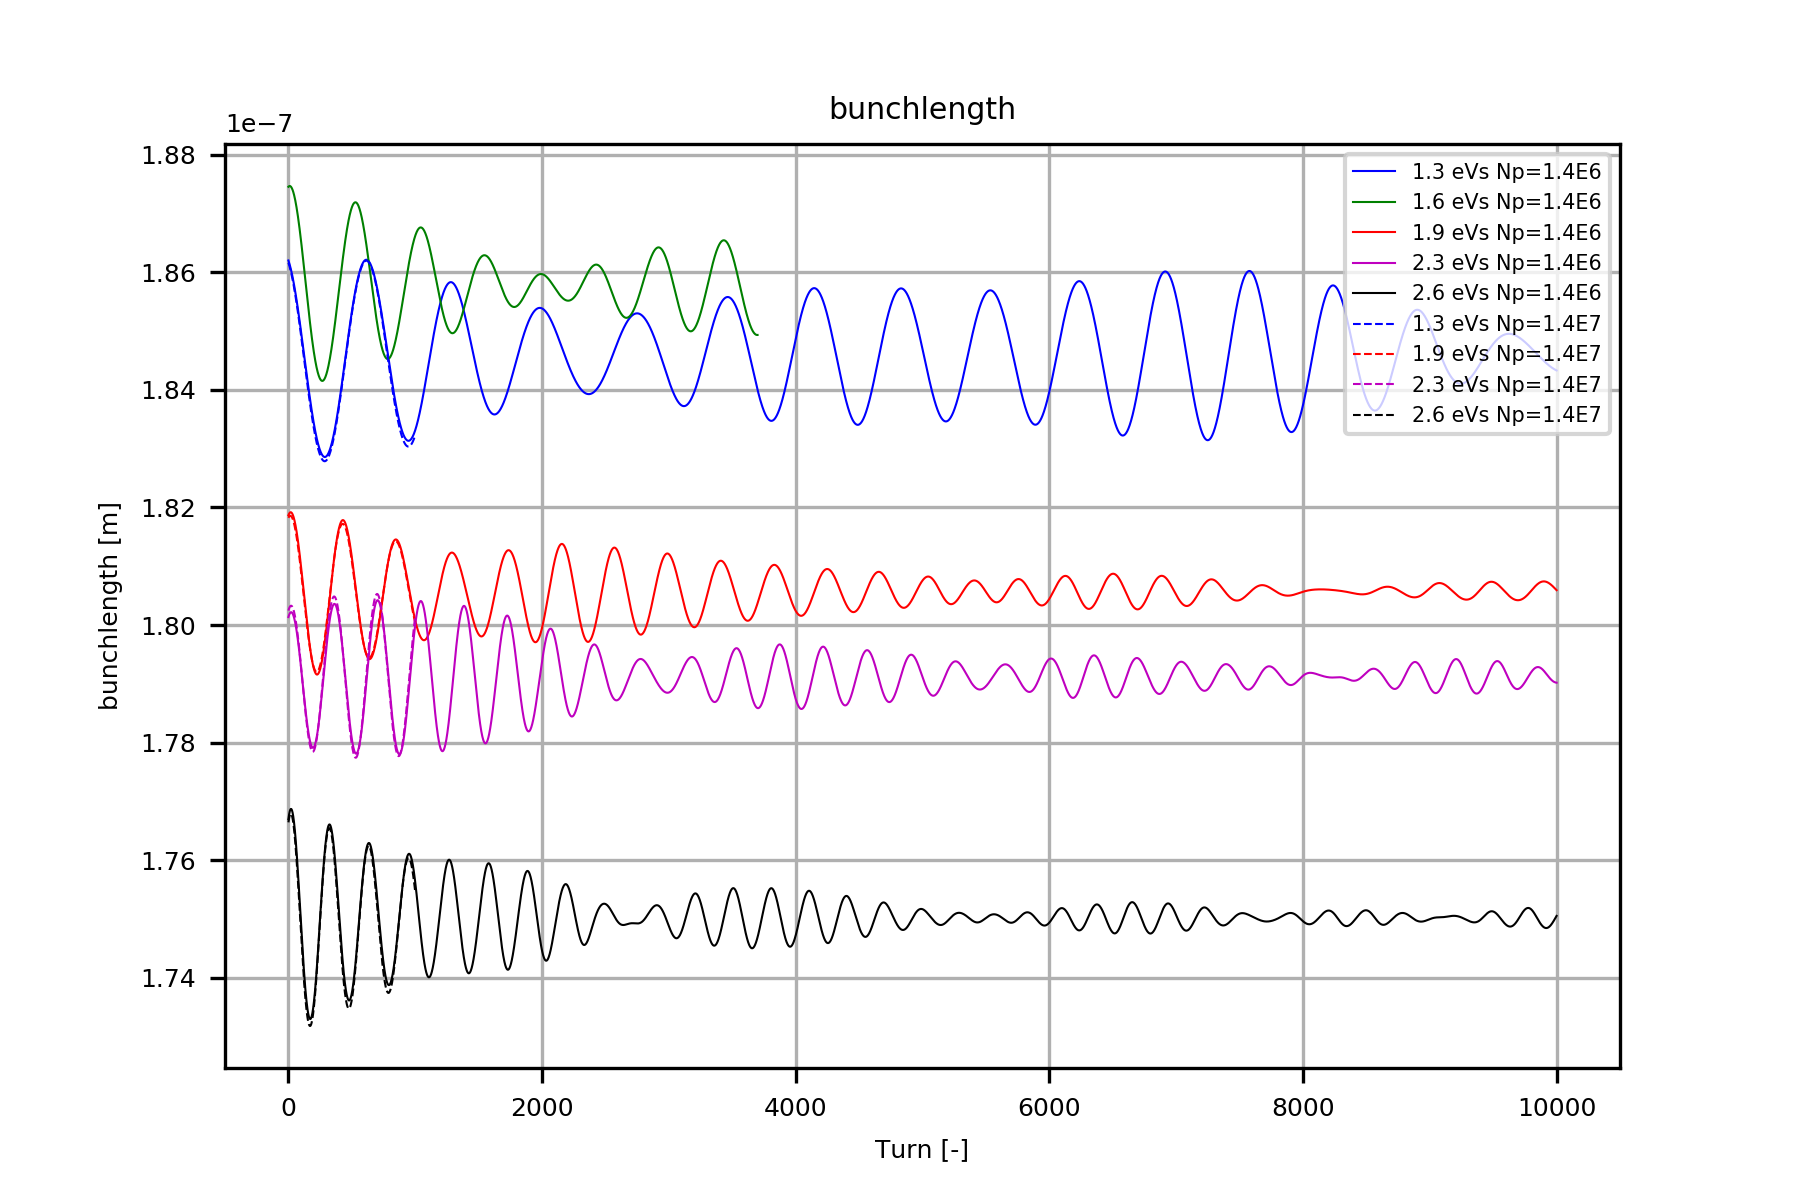 bunchlength
1e−7
1.88
1.86
1.84
1.82
1.80
1.78
1.76
1.74
bunchlength [m]
1.3 eVs Np=1.4E6
1.6 eVs Np=1.4E6
1.9 eVs Np=1.4E6
2.3 eVs Np=1.4E6
2.6 eVs Np=1.4E6
1.3 eVs Np=1.4E7
1.9 eVs Np=1.4E7
2.3 eVs Np=1.4E7
2.6 eVs Np=1.4E7
0 2000 4000 6000 8000 10000
Turn [-]